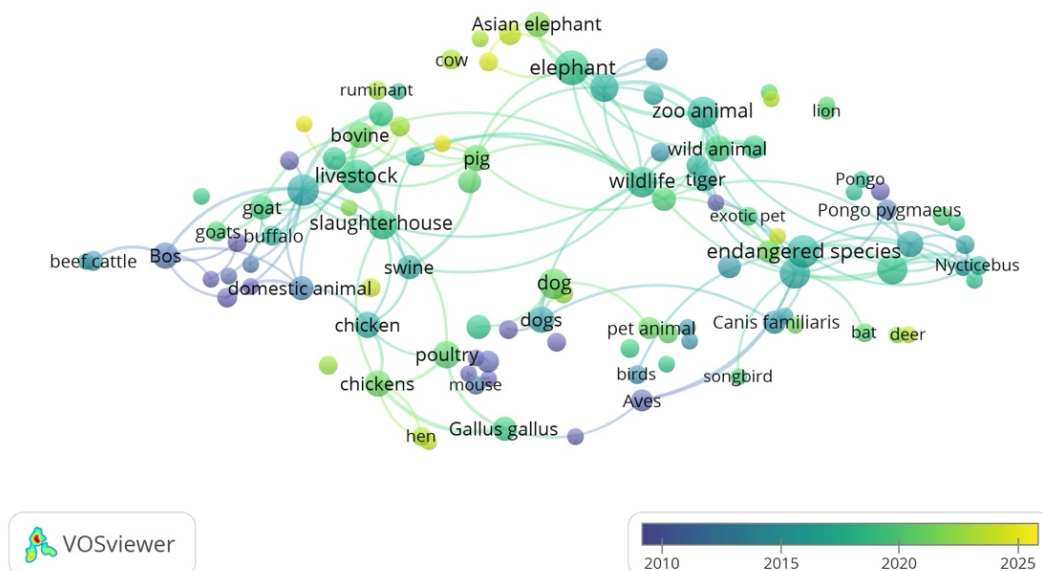 Asian elephant
cow
elephant
ruminant
zoo animal
lion
bovine
wild animal
pig
livestock
wildlife
tiger
Pongo
goat
exotic pet
Pongo pygmaeus
slaughterhouse
goats
buffalo
endangered species
beef cattle
Bos
swine
Nycticebus
domestic animal
dog
chicken
dogs
pet animal
Canis familiaris
bat
deer
poultry
chickens
mouse
birds
songbird
Aves
hen
Gallus gallus
VOSviewer
2010
2015
2020
2025